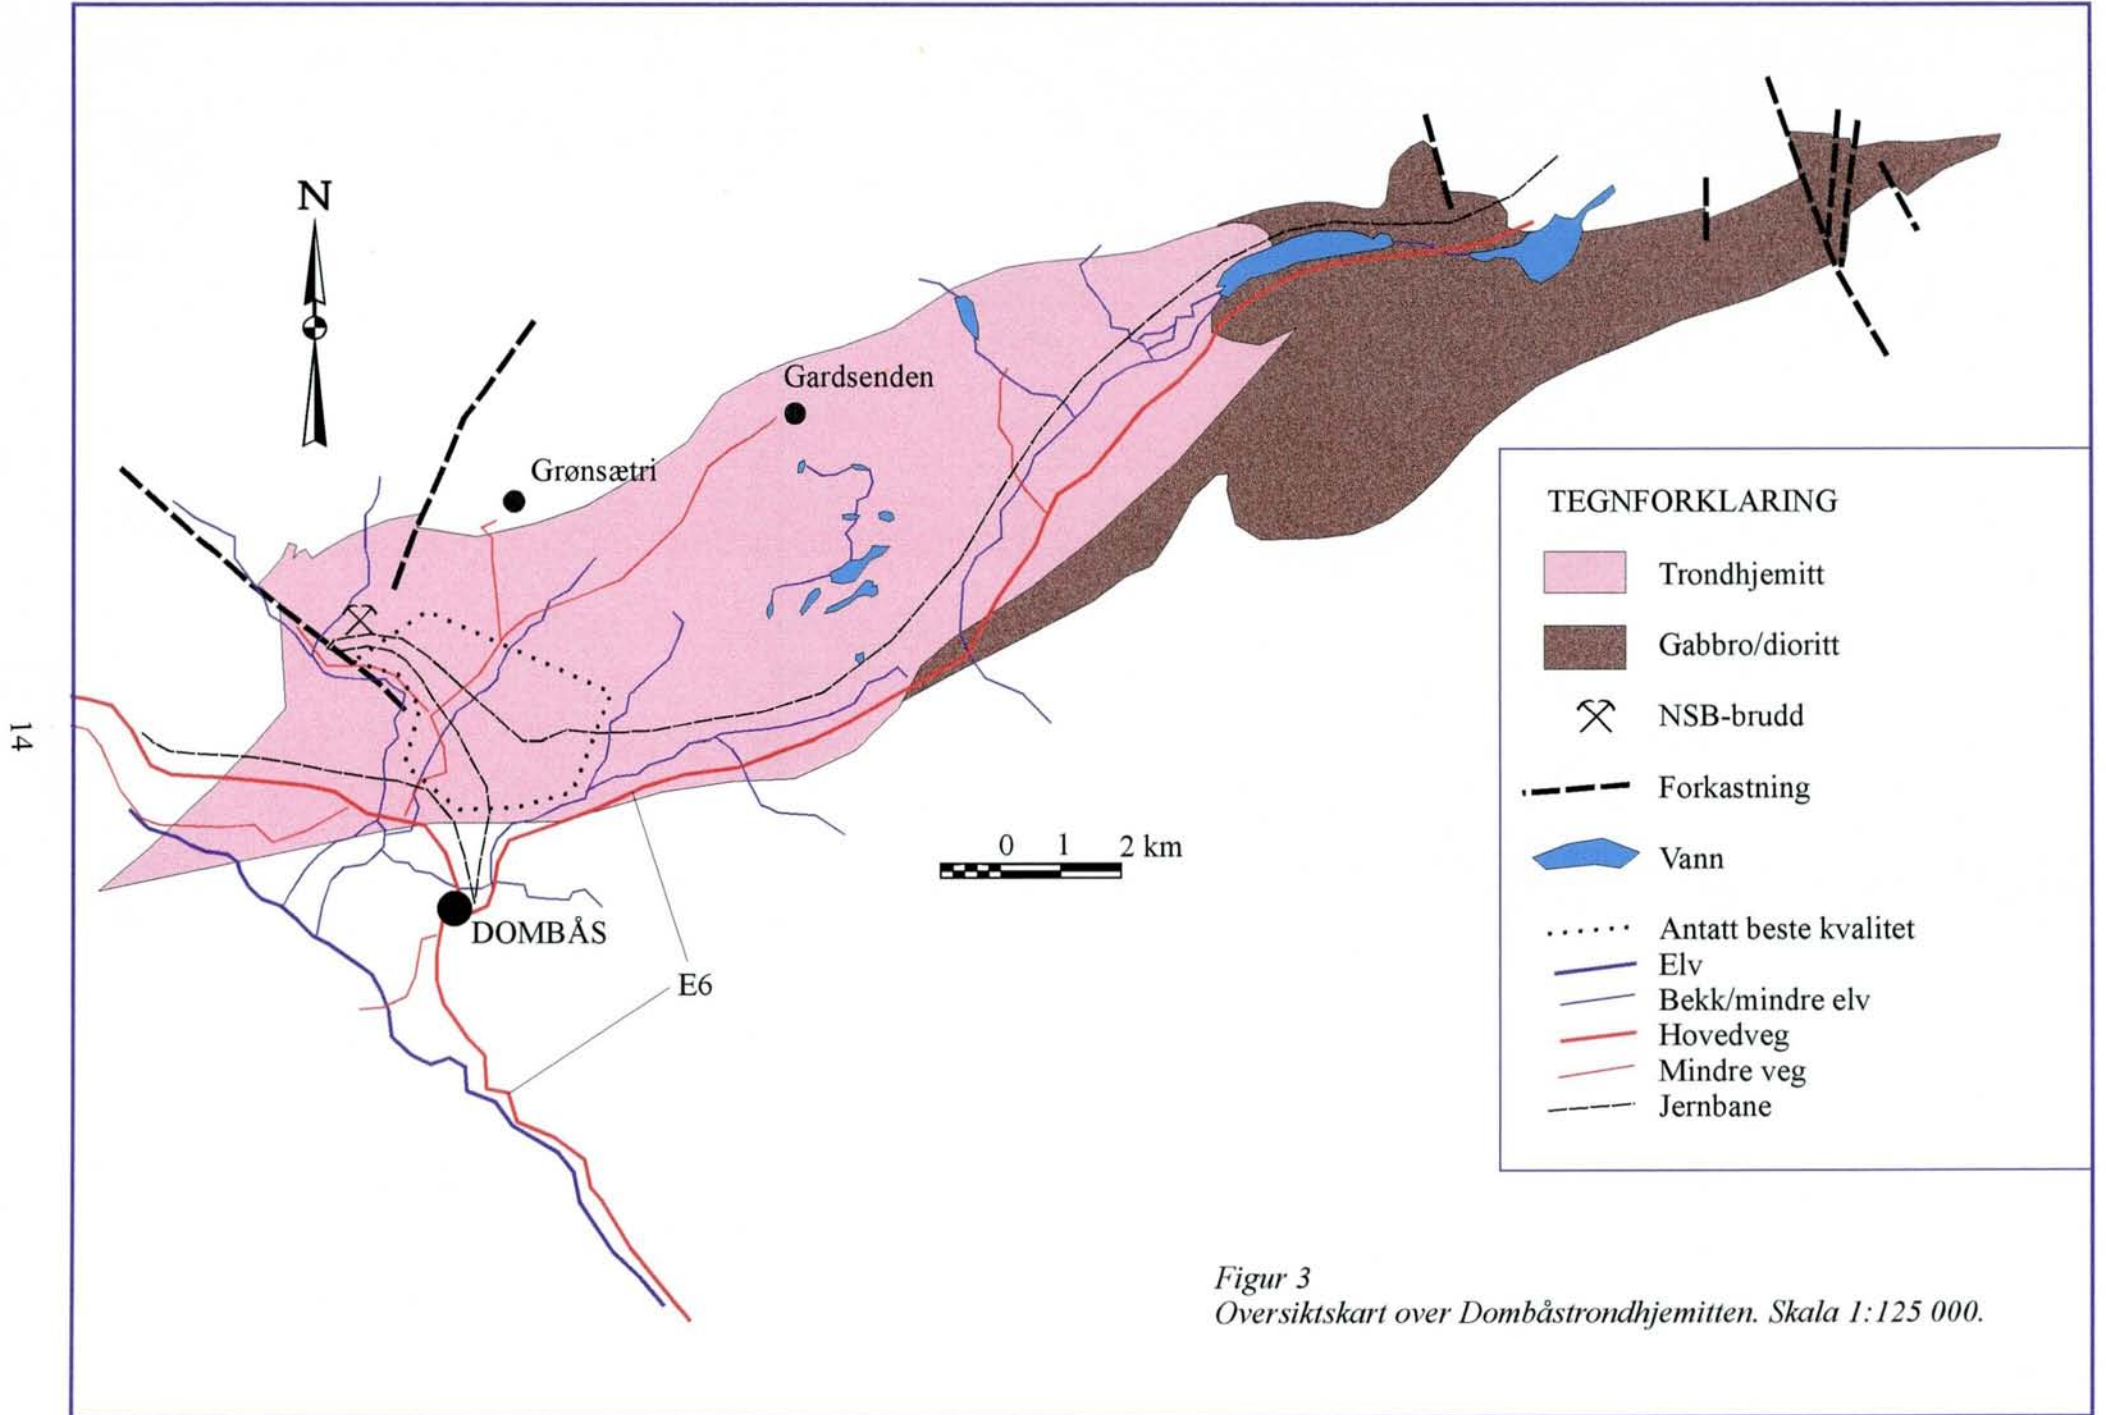 N
Gardsenden
Grønsætri
TEGNFORKLARING
Trondhjemitt
Gabbro/dioritt
NSB-brudd
Forkastning
Vann
Antatt beste kvalitet
Elv
Bekk/mindre elv
Hovedveg
Mindre veg
Jernbane
14
0 1 2 km
DOMBÅS
E6
Figur 3
Oversiktskart over Dombåstrondhjemitten. Skala 1:125 000.